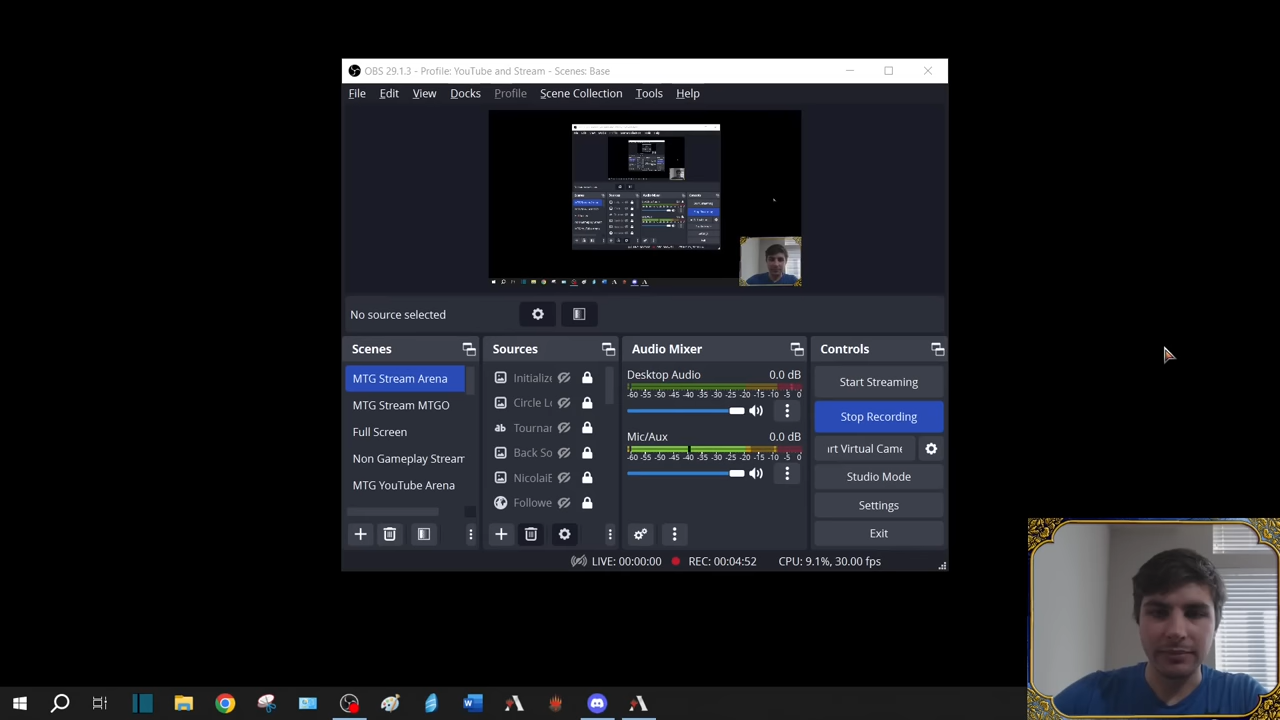 OBS 29.1.3 - Profile: YouTube and Stream - Scenes: Base
File Edit View Docks Profile Scene Collection Tools Help
No source selected
Scenes
MTG Stream Arena
MTG Stream MTGO
Full Screen
Non Gameplay Stream
MTG YouTube Arena
Sources
Initialize
Circle Lo
Tournar
Back So
NicolaiE
Followe
Audio Mixer
Desktop Audio 0.0 dB
-60 -55 -50 -45 -40 -35 -30 -25 -20 -15 -10 -5 0
Mic/Aux 0.0 dB
-60 -55 -50 -45 -40 -35 -30 -25 -20 -15 -10 -5 0
Controls
Start Streaming
Stop Recording
ırt Virtual Came
Studio Mode
Settings
Exit
LIVE: 00:00:00 REC: 00:04:52 CPU: 9.1%, 30.00 fps